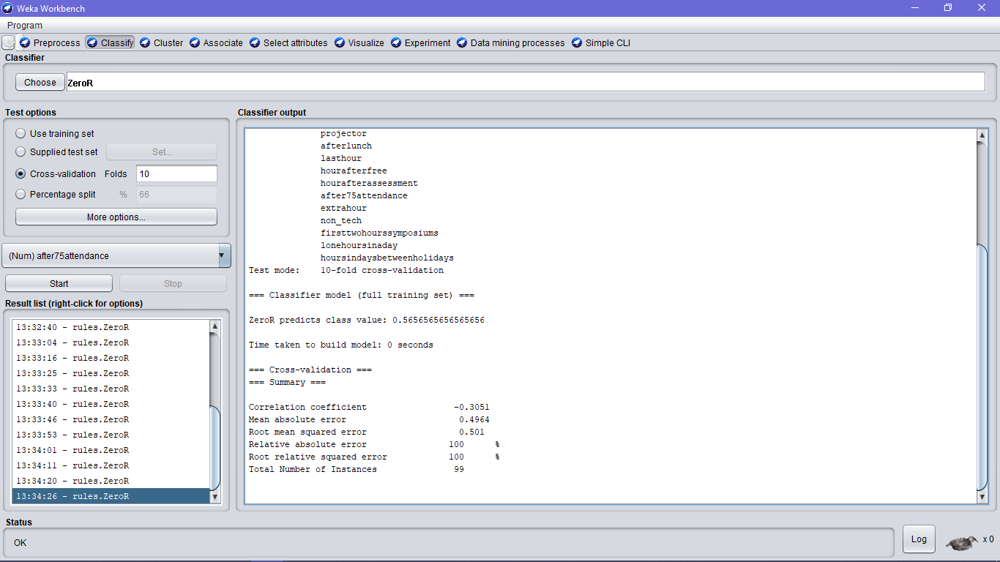 Weka Workbench
Program
Preprocess Classify Cluster Associate Select attributes Visualize Experiment Data mining processes Simple CLI
Classifier
Choose ZeroR
Test options
Use training set
Supplied test set Set...
Cross-validation Folds 10
Percentage split % 66
More options...
(Num) after75attendance
Start Stop
Result list (right-click for options)
13:32:40 - rules.ZeroR
13:33:04 - rules.ZeroR
13:33:16 - rules.ZeroR
13:33:25 - rules.ZeroR
13:33:33 - rules.ZeroR
13:33:40 - rules.ZeroR
13:33:46 - rules.ZeroR
13:33:53 - rules.ZeroR
13:34:01 - rules.ZeroR
13:34:11 - rules.ZeroR
13:34:20 - rules.ZeroR
13:34:26 - rules.ZeroR
Classifier output
projector
afterlunch
lasthour
hourafterfree
hourafterassessment
after75attendance
extrahour
non_tech
firsttwohourssymposiums
lonehoursinaday
hoursindaysbetweenholidays
Test mode: 10-fold cross-validation
=== Classifier model (full training set) ===
ZeroR predicts class value: 0.5656565656565656
Time taken to build model: 0 seconds
=== Cross-validation ===
=== Summary ===
Correlation coefficient -0.3051
Mean absolute error 0.4964
Root mean squared error 0.501
Relative absolute error 100 %
Root relative squared error 100 %
Total Number of Instances 99
Status
OK
Log x 0